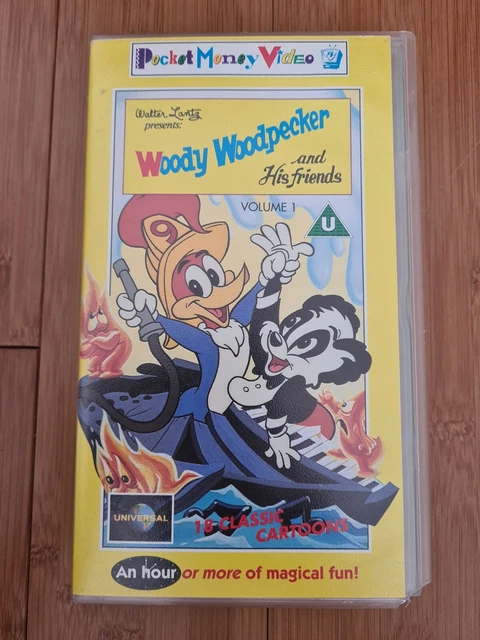 Pocket Money Video
Walter Lantz
presents:
Woody Woodpecker
and
His friends
VOLUME 1
U
9
UNIVERSAL
18 CLASSIC
CARTOONS
An hour or more of magical fun!